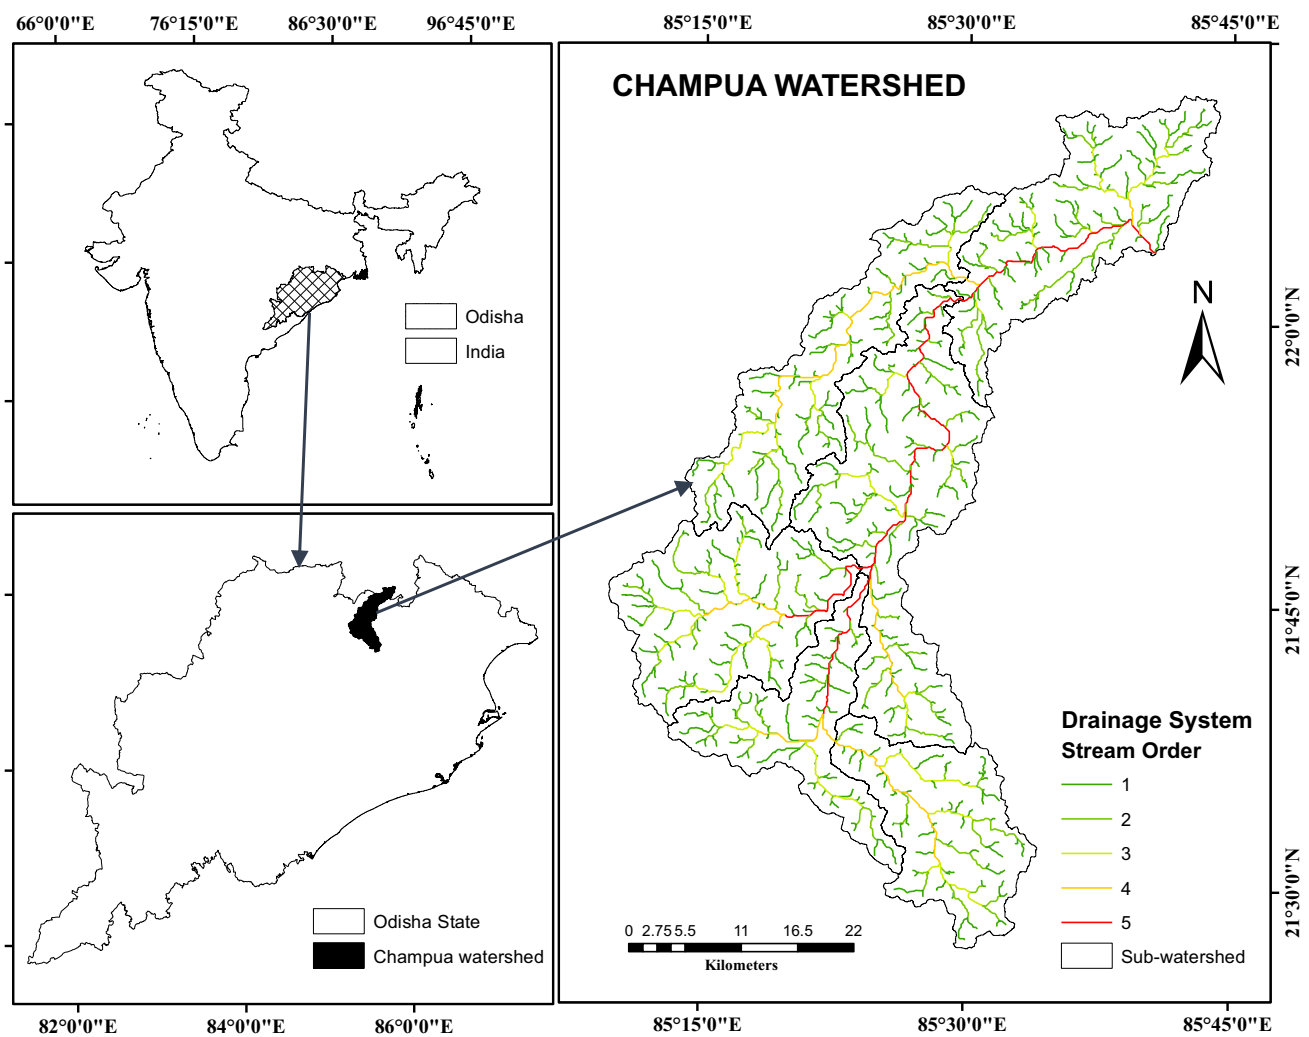 66°0'0"E 76°15'0"E 86°30'0"E 96°45'0"E
Odisha
India
Odisha State
Champua watershed
82°0'0"E 84°0'0"E 86°0'0"E
85°15'0"E 85°30'0"E 85°45'0"E
CHAMPUA WATERSHED
N
22°0'0"N
21°45'0"N
21°30'0"N
Drainage System
Stream Order
1
2
3
4
5
Sub-watershed
0 2.75 5.5 11 16.5 22
Kilometers
85°15'0"E 85°30'0"E 85°45'0"E